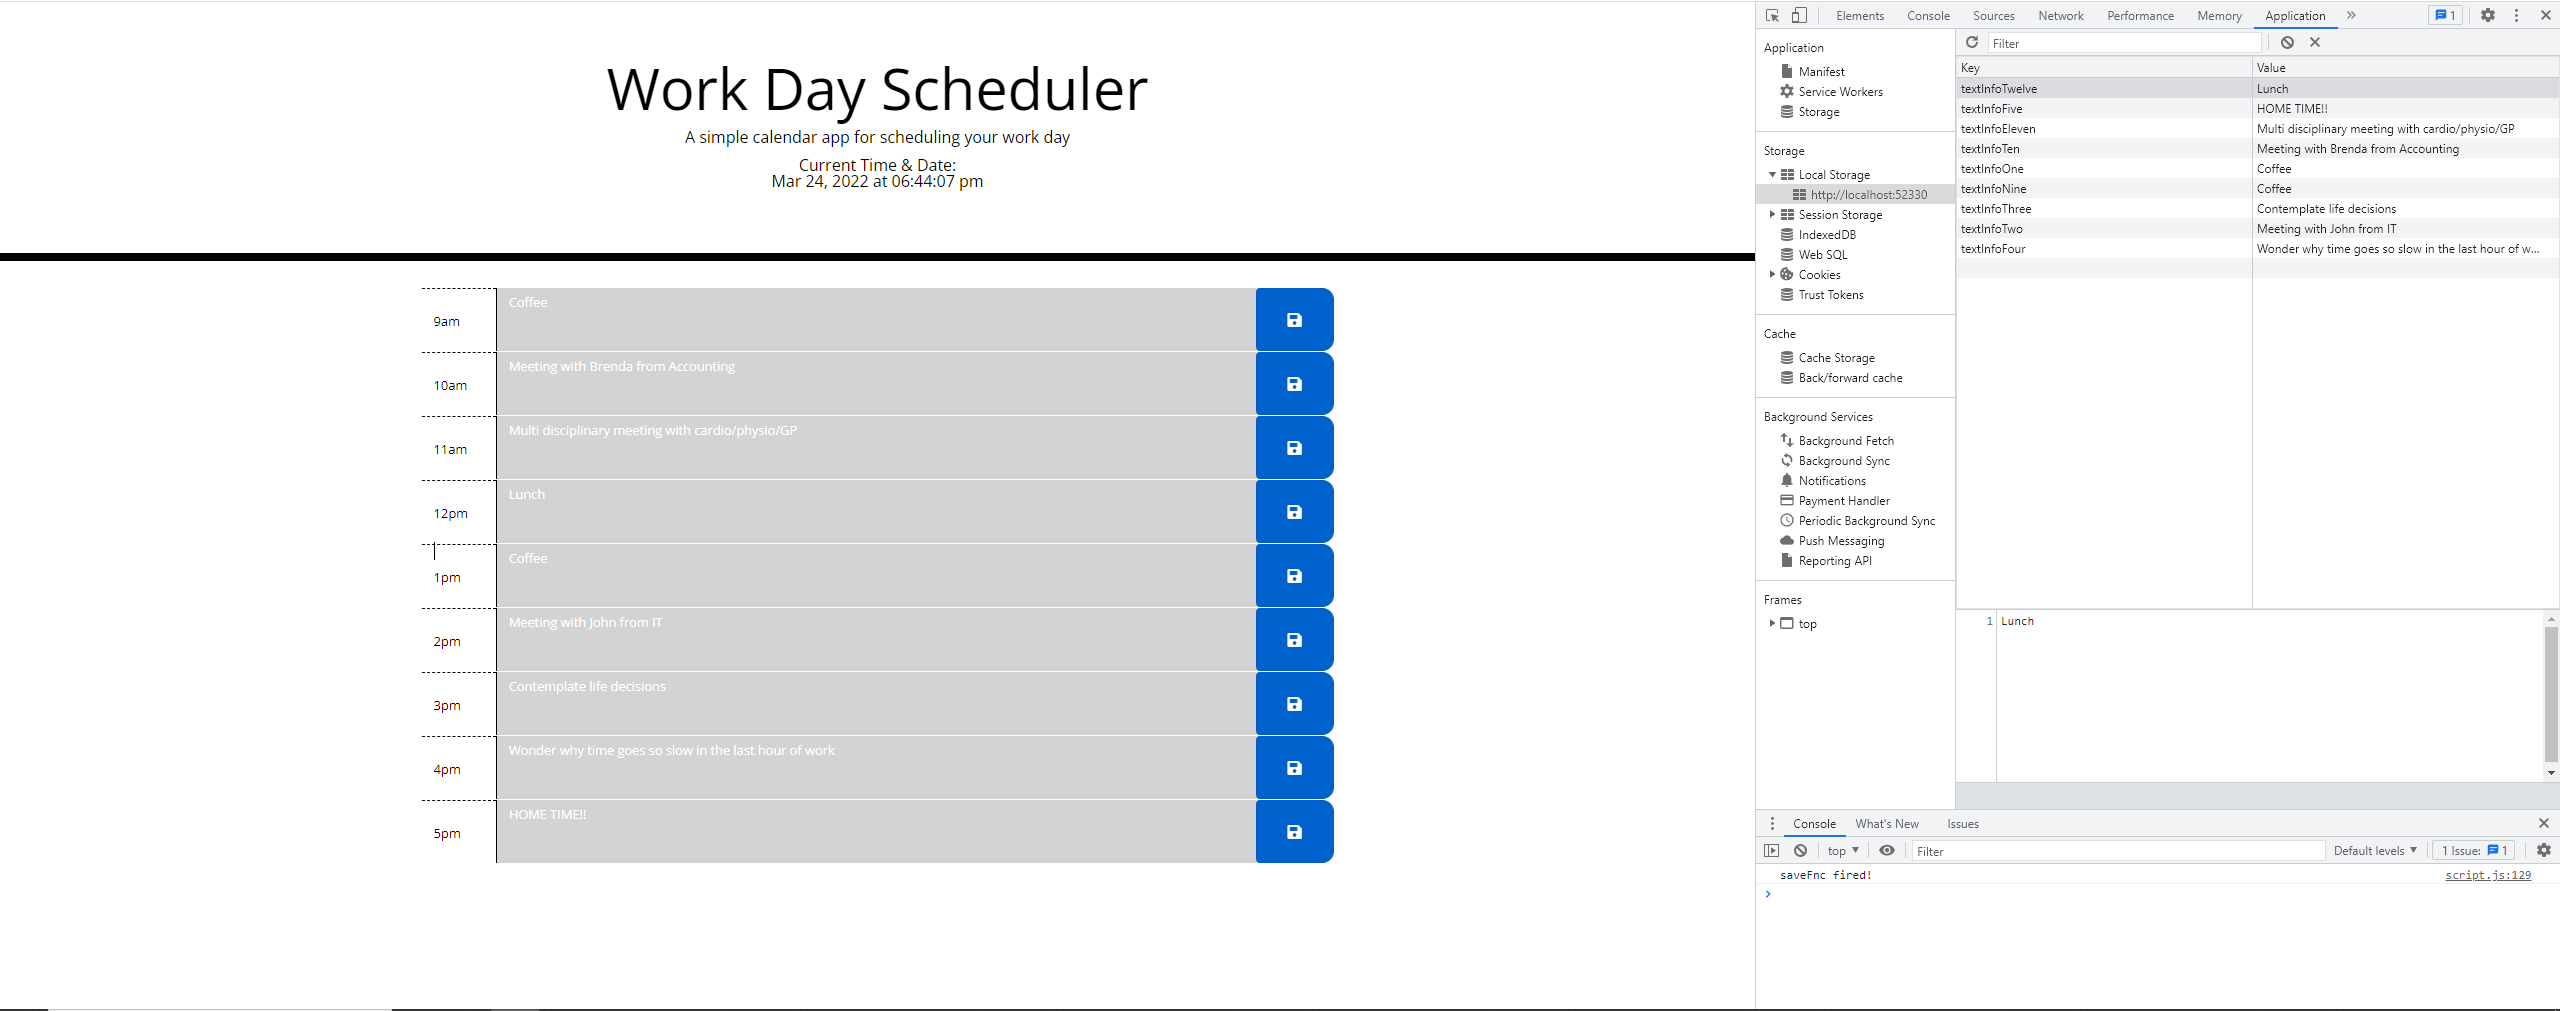 Work Day Scheduler
A simple calendar app for scheduling your work day
Current Time & Date:
Mar 24, 2022 at 06:44:07 pm
9am Coffee
10am Meeting with Brenda from Accounting
11am Multi disciplinary meeting with cardio/physio/GP
12pm Lunch
1pm Coffee
2pm Meeting with John from IT
3pm Contemplate life decisions
4pm Wonder why time goes so slow in the last hour of work
5pm HOME TIME!!
Elements Console Sources Network Performance Memory Application » 1
Application
Manifest
Service Workers
Storage
Storage
Local Storage
http://localhost:52330
Session Storage
IndexedDB
Web SQL
Cookies
Trust Tokens
Cache
Cache Storage
Back/forward cache
Background Services
Background Fetch
Background Sync
Notifications
Payment Handler
Periodic Background Sync
Push Messaging
Reporting API
Frames
top
Filter
Key Value
textInfoTwelve Lunch
textInfoFive HOME TIME!!
textInfoEleven Multi disciplinary meeting with cardio/physio/GP
textInfoTen Meeting with Brenda from Accounting
textInfoOne Coffee
textInfoNine Coffee
textInfoThree Contemplate life decisions
textInfoTwo Meeting with John from IT
textInfoFour Wonder why time goes so slow in the last hour of w...
1 Lunch
Console What's New Issues
top Filter Default levels 1 Issue: 1
saveFnc fired! script.js:129